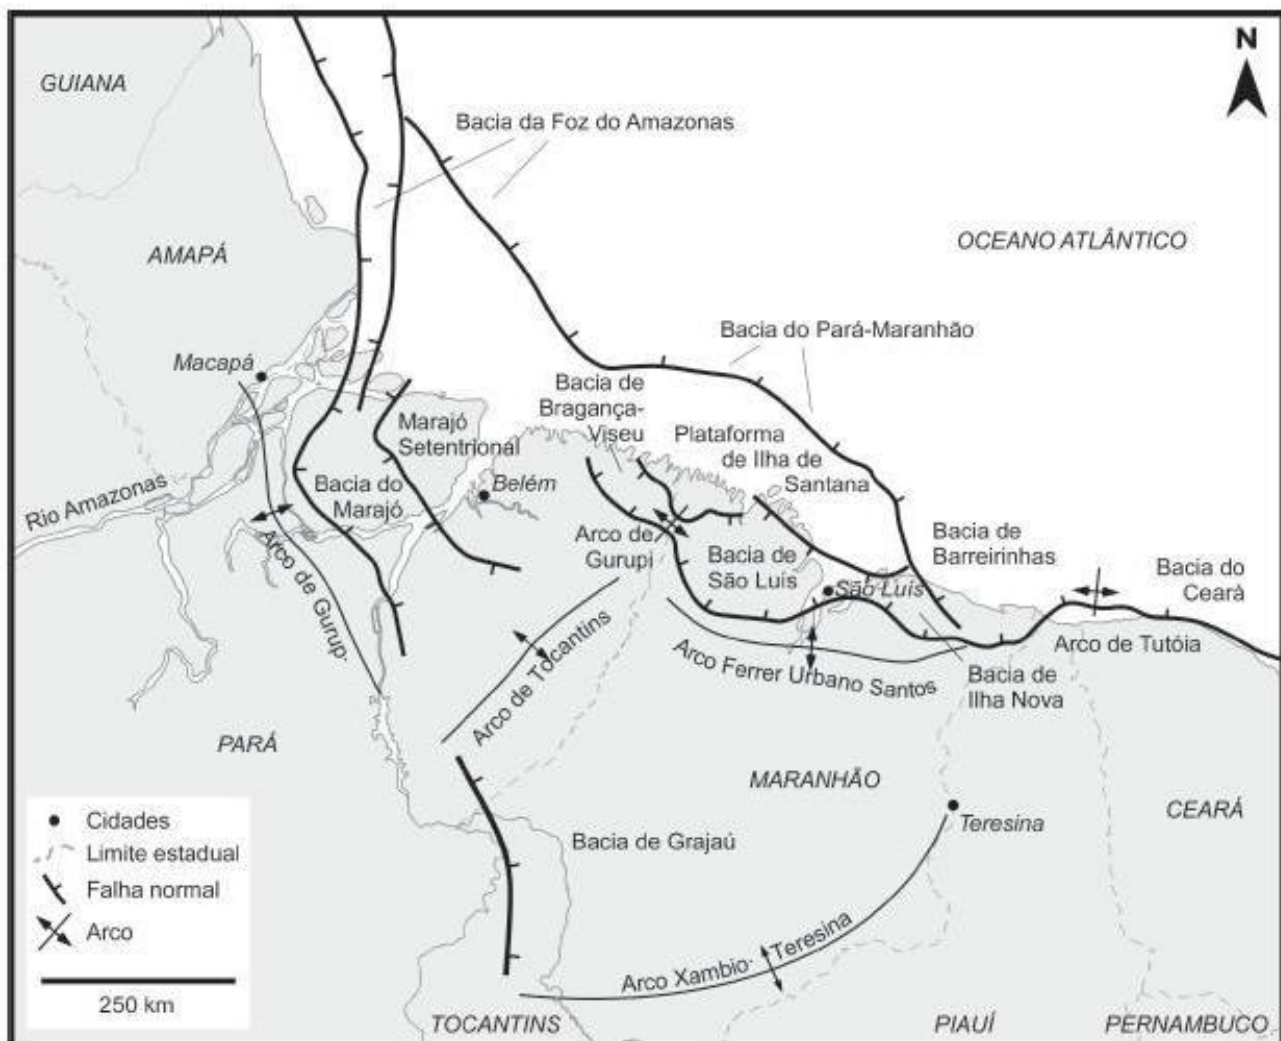 N
GUIANA
Bacia da Foz do Amazonas
AMAPÁ
OCEANO ATLÂNTICO
Macapá
Bacia do Pará-Maranhão
Bacia de
Bragança-
Viseu
Marajó
Setentrional
Plataforma
de Ilha de
Santana
Rio Amazonas
Bacia do
Marajó
Belém
Arco de
Gurupi
Bacia de
São Luís
São Luís
Bacia de
Barreirinhas
Bacia do
Ceará
Arco de Gurup
Arco de Tocantins
Arco Ferrer Urbano Santos
Arco de Tutóia
Bacia de
Ilha Nova
PARÁ
MARANHÃO
CEARÁ
Teresina
Bacia de Grajaú
Arco Xambio-Teresina
TOCANTINS
PIAUÍ
PERNAMBUCO
Cidades
Limite estadual
Falha normal
Arco
250 km